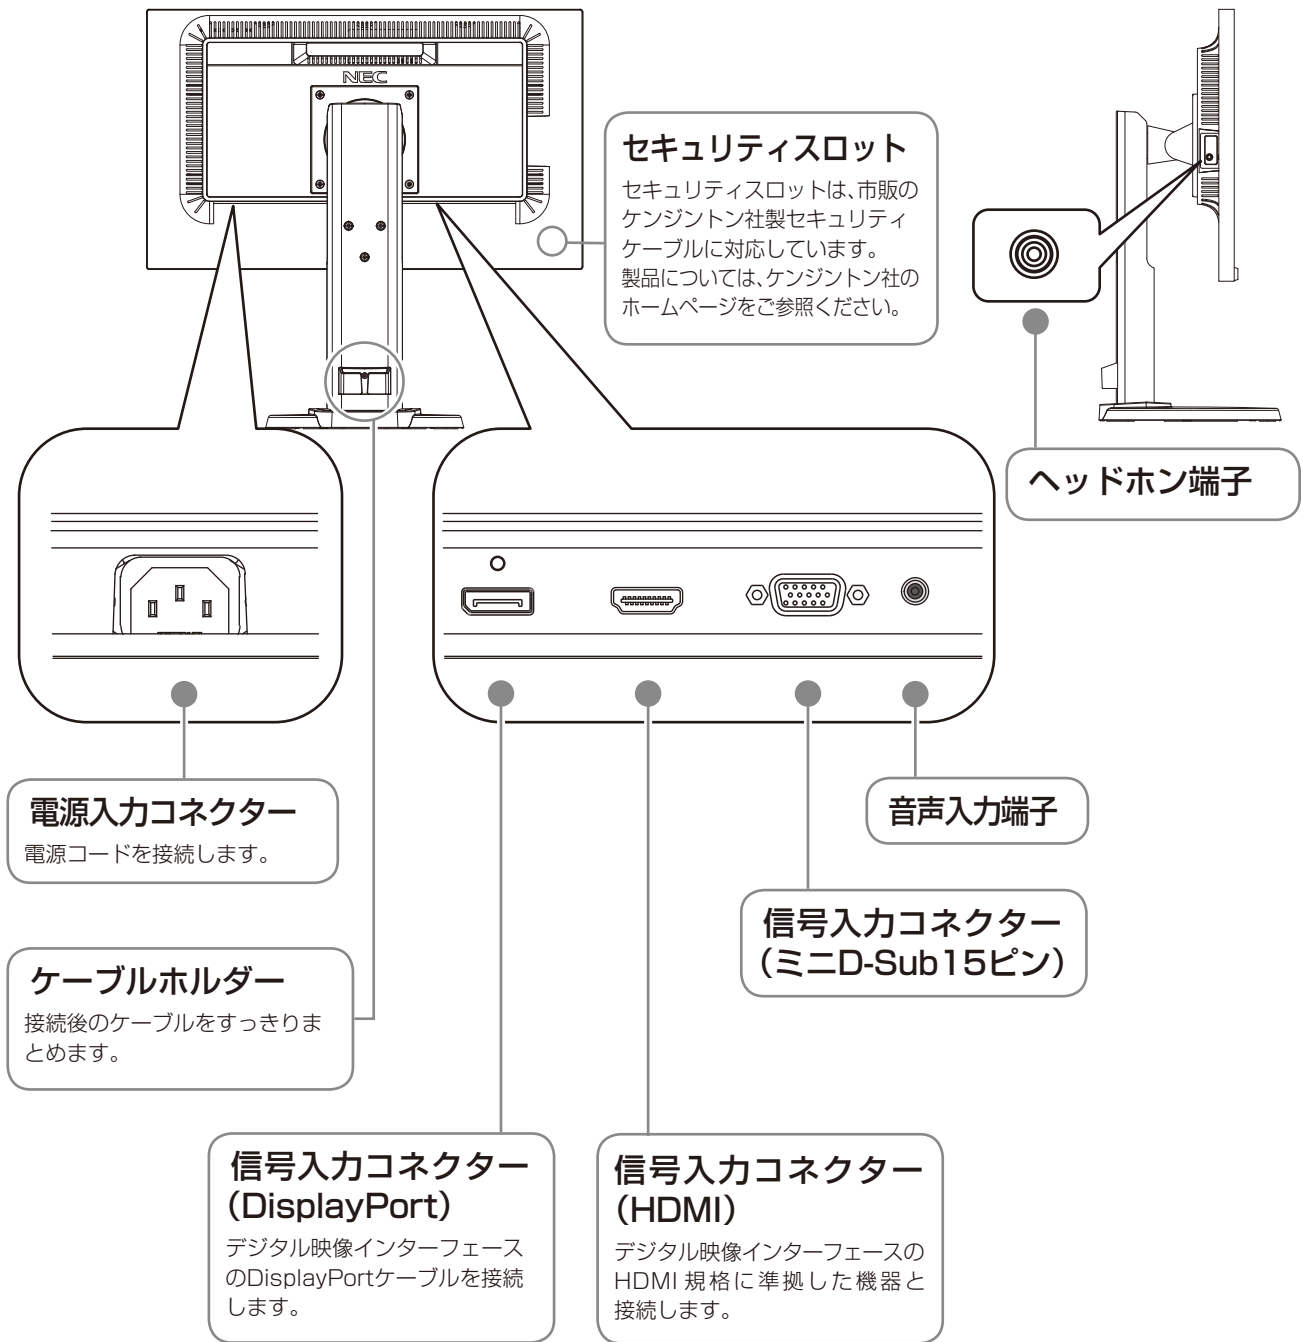 NEC
セキュリティスロット
セキュリティスロットは、市販の
ケンジントン社製セキュリティ
ケーブルに対応しています。
製品については、ケンジントン社の
ホームページをご参照ください。
ヘッドホン端子
電源入力コネクター
電源コードを接続します。
音声入力端子
信号入力コネクター
（ミニD-Sub15ピン）
ケーブルホルダー
接続後のケーブルをすっきりま
とめます。
信号入力コネクター
（DisplayPort）
デジタル映像インターフェース
のDisplayPortケーブルを接続
します。
信号入力コネクター
（HDMI）
デジタル映像インターフェースの
HDMI 規格に準拠した機器と
接続します。